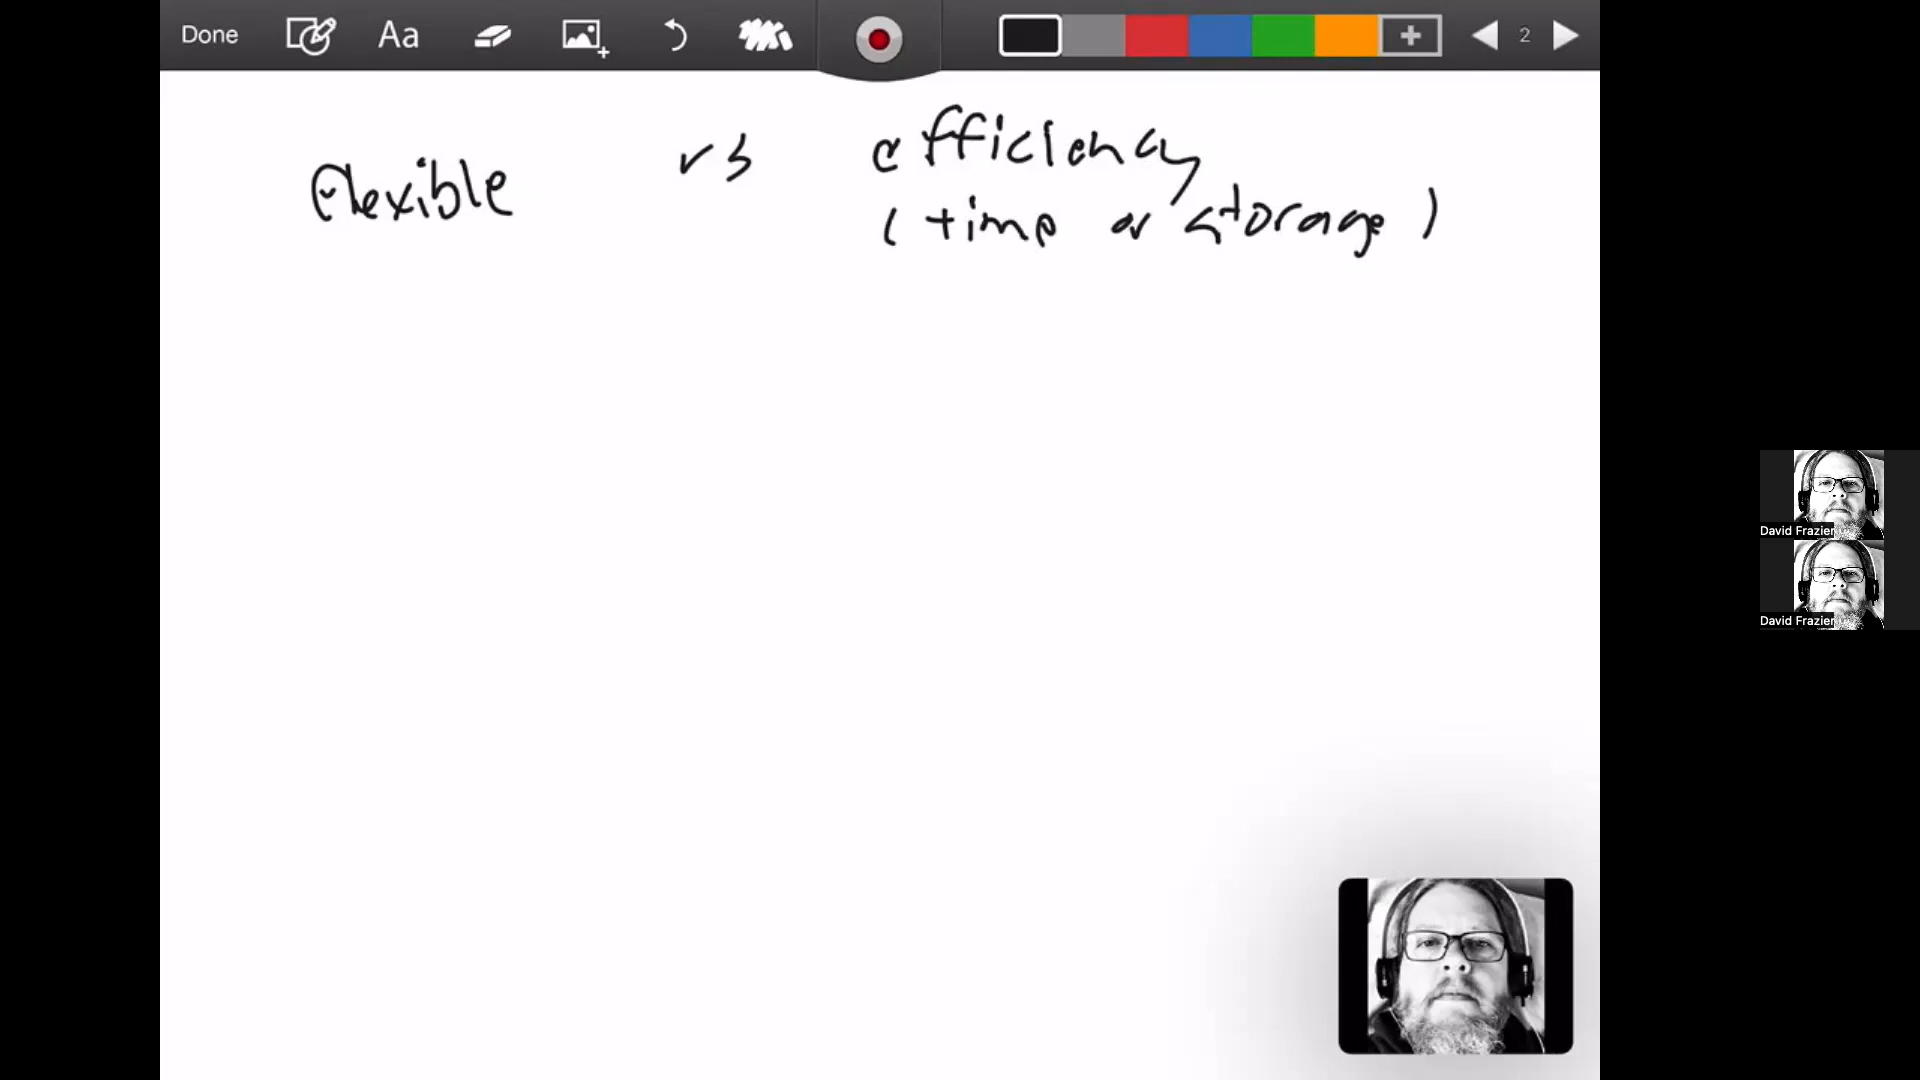 Done Aa 2
flexible vs efficiency
(time or storage)
David Frazier
David Frazier